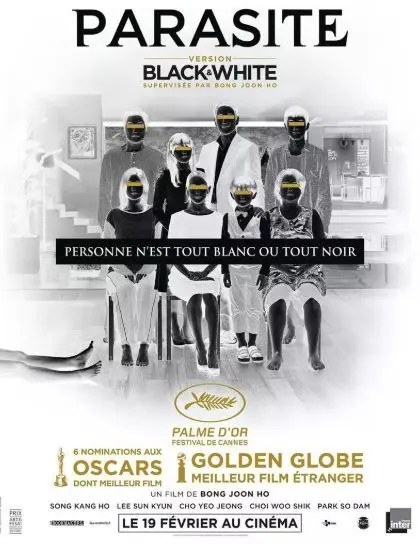 PARASITE
VERSION
BLACK&WHITE
SUPERVISÉE PAR BONG JOON HO
PERSONNE N'EST TOUT BLANC OU TOUT NOIR
PALME D'OR
FESTIVAL DE CANNES
6 NOMINATIONS AUX
OSCARS
DONT MEILLEUR FILM
GOLDEN GLOBE
MEILLEUR FILM ÉTRANGER
UN FILM DE BONG JOON HO
SONG KANG HO LEE SUN KYUN CHO YEO JEONG CHOI WOO SHIK PARK SO DAM
PRIX
LE 19 FÉVRIER AU CINÉMA
inter